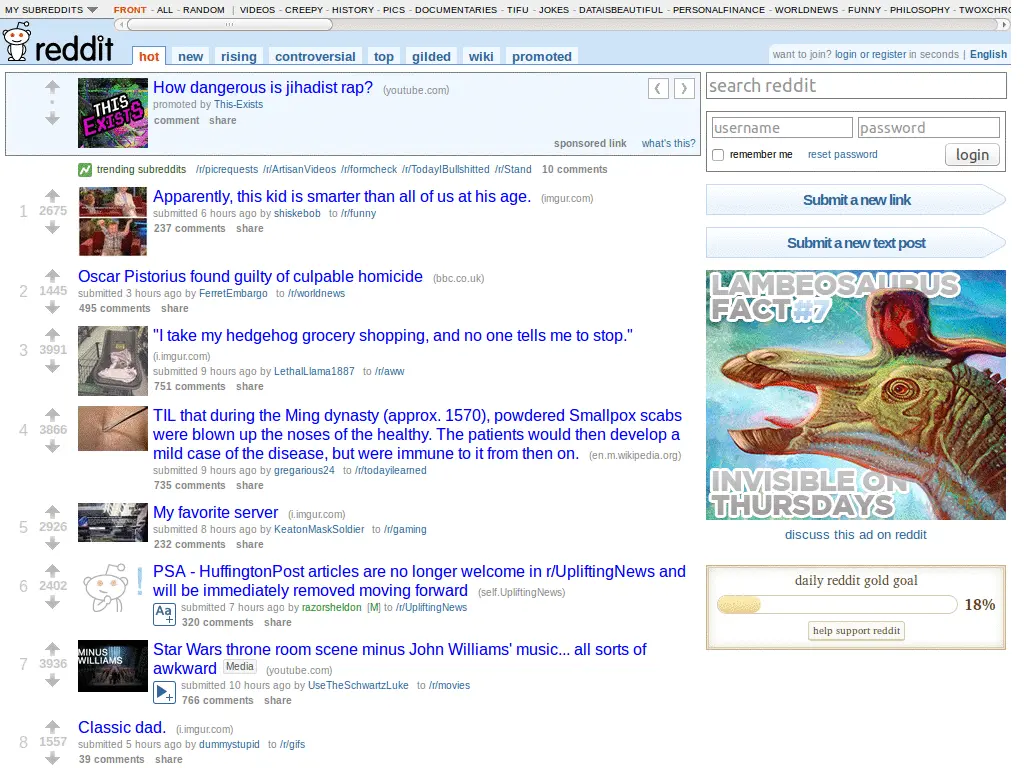 MY SUBREDDITS FRONT - ALL - RANDOM | VIDEOS - CREEPY - HISTORY - PICS - DOCUMENTARIES - TIFU - JOKES - DATAISBEAUTIFUL - PERSONALFINANCE - WORLDNEWS - FUNNY - PHILOSOPHY - TWOXCHRO
reddit hot new rising controversial top gilded wiki promoted
want to join? login or register in seconds | English
THIS EXISTS
How dangerous is jihadist rap? (youtube.com)
promoted by This-Exists
comment share
sponsored link what's this?
trending subreddits /r/picrequests /r/ArtisanVideos /r/formcheck /r/TodayIBullshitted /r/Stand 10 comments
1 2675
Apparently, this kid is smarter than all of us at his age. (imgur.com)
submitted 6 hours ago by shiskebob to /r/funny
237 comments share
2 1445
Oscar Pistorius found guilty of culpable homicide (bbc.co.uk)
submitted 3 hours ago by FerretEmbargo to /r/worldnews
495 comments share
3 3991
"I take my hedgehog grocery shopping, and no one tells me to stop."
(i.imgur.com)
submitted 9 hours ago by LethalLlama1887 to /r/aww
751 comments share
4 3866
TIL that during the Ming dynasty (approx. 1570), powdered Smallpox scabs
were blown up the noses of the healthy. The patients would then develop a
mild case of the disease, but were immune to it from then on. (en.m.wikipedia.org)
submitted 9 hours ago by gregarious24 to /r/todayilearned
735 comments share
5 2926
My favorite server (i.imgur.com)
submitted 8 hours ago by KeatonMaskSoldier to /r/gaming
232 comments share
6 2402
PSA - HuffingtonPost articles are no longer welcome in r/UpliftingNews and
will be immediately removed moving forward (self.UpliftingNews)
Aa+ submitted 7 hours ago by razorsheldon [M] to /r/UpliftingNews
320 comments share
7 3936
MINUS
WILLIAMS
Star Wars throne room scene minus John Williams' music... all sorts of
awkward Media (youtube.com)
submitted 10 hours ago by UseTheSchwartzLuke to /r/movies
766 comments share
8 1557
Classic dad. (i.imgur.com)
submitted 5 hours ago by dummystupid to /r/gifs
39 comments share
search reddit
username password
remember me reset password login
Submit a new link
Submit a new text post
LAMBEOSAURUS
FACT #7
INVISIBLE ON
THURSDAYS
discuss this ad on reddit
daily reddit gold goal
18%
help support reddit